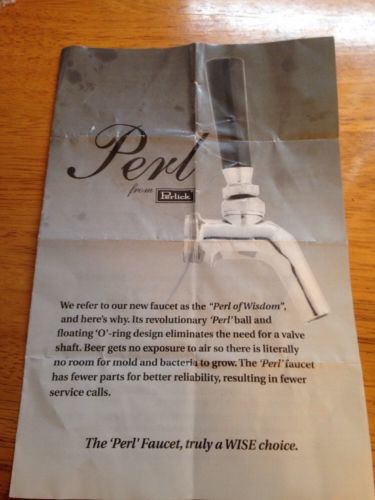 Perl
from Perlick
We refer to our new faucet as the "Perl of Wisdom",
and here's why. Its revolutionary 'Perl' ball and
floating 'O'-ring design eliminates the need for a valve
shaft. Beer gets no exposure to air so there is literally
no room for mold and bacteria to grow. The 'Perl' faucet
has fewer parts for better reliability, resulting in fewer
service calls.
The 'Perl' Faucet, truly a WISE choice.